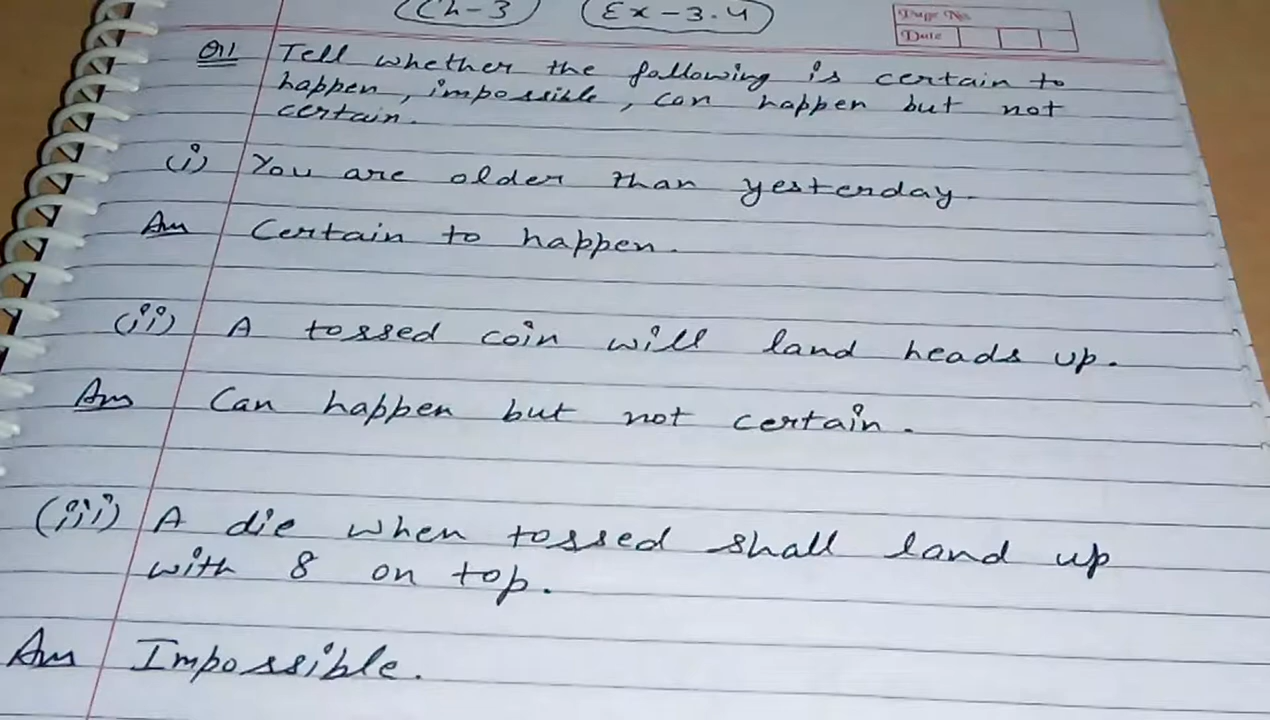 Ch-3 Ex-3.4
Page No.
Date
Q1 Tell whether the following is certain to
happen, impossible, can happen but not
certain.
(i) You are older than yesterday.
Ans Certain to happen.
(ii) A tossed coin will land heads up.
Ans Can happen but not certain.
(iii) A die when tossed shall land up
with 8 on top.
Ans Impossible.